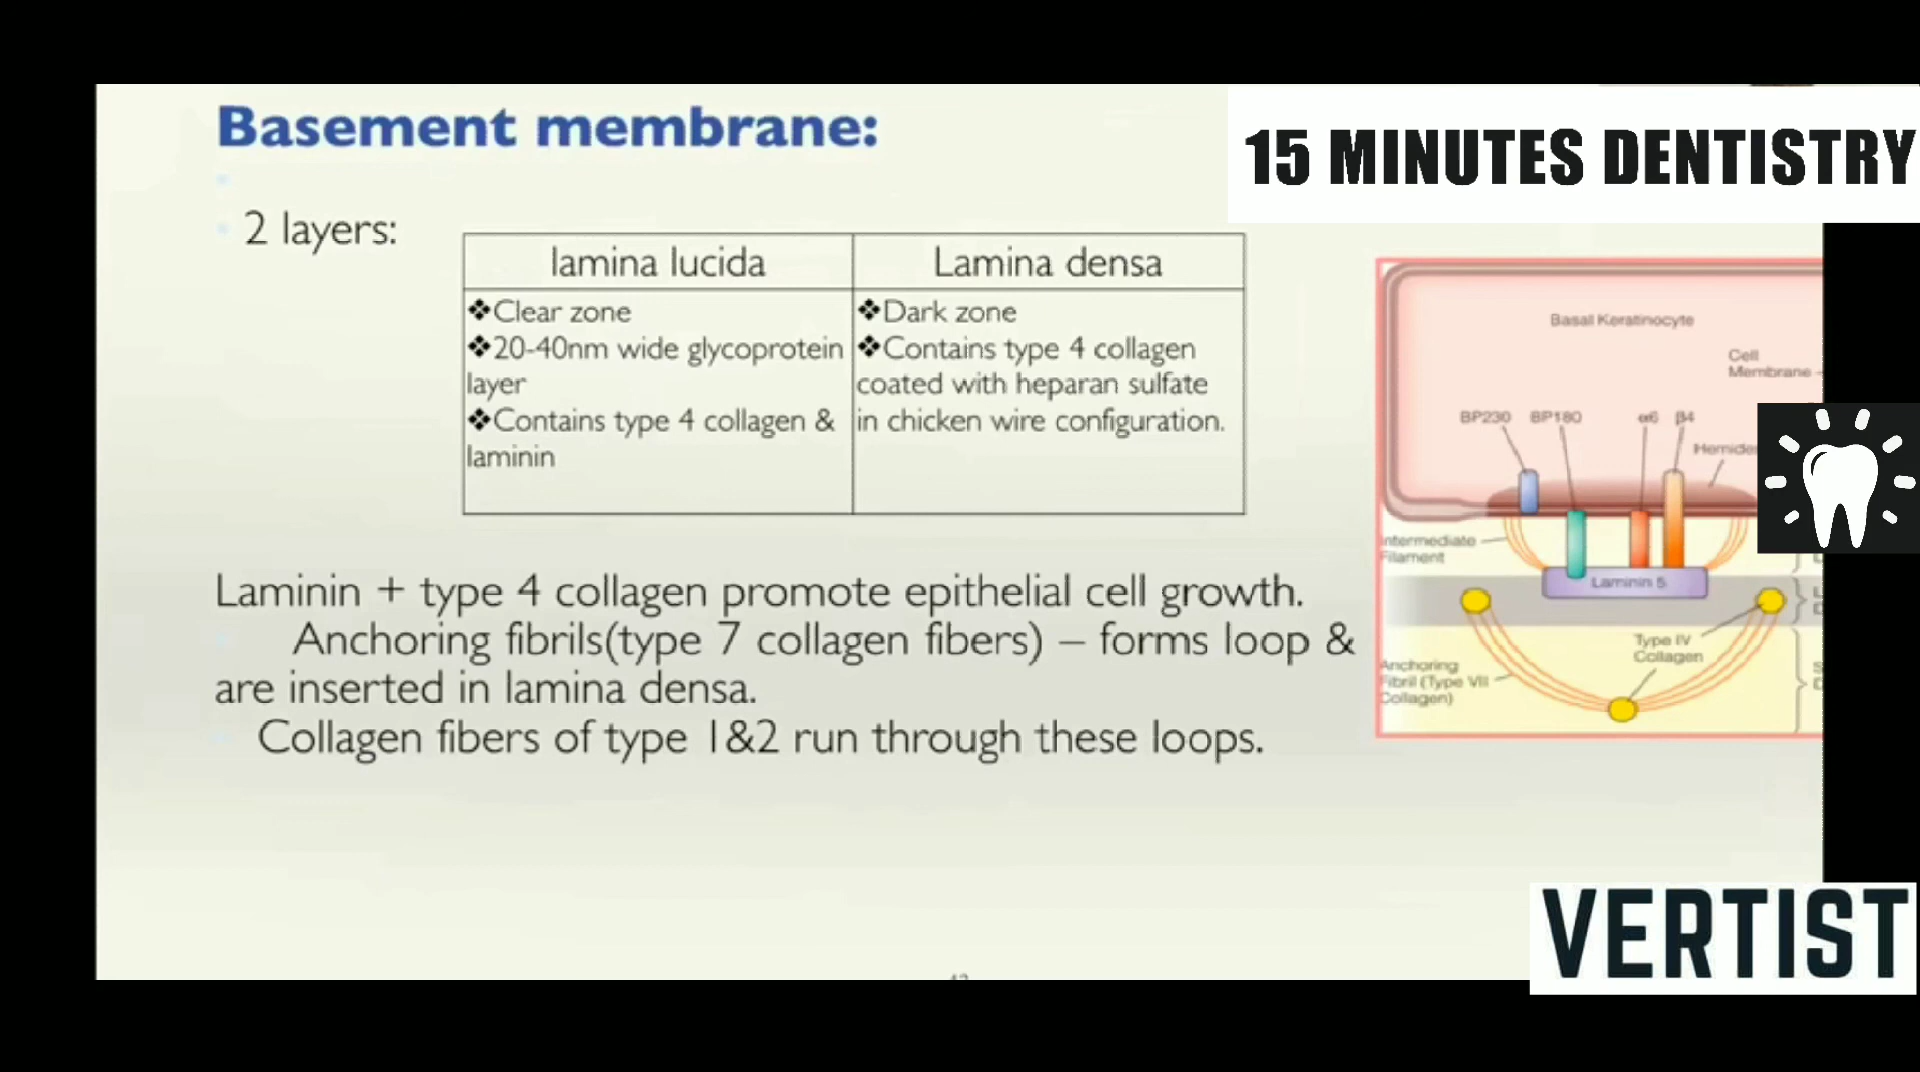 Basement membrane:
15 MINUTES DENTISTRY
2 layers:
lamina lucida
❖Clear zone
❖20-40nm wide glycoprotein
layer
❖Contains type 4 collagen &
laminin
Lamina densa
❖Dark zone
❖Contains type 4 collagen
coated with heparan sulfate
in chicken wire configuration.
Laminin + type 4 collagen promote epithelial cell growth.
Anchoring fibrils(type 7 collagen fibers) – forms loop &
are inserted in lamina densa.
Collagen fibers of type 1&2 run through these loops.
Basal Keratinocyte
Cell
Membrane
BP230 BP180 α6 β4
Intermediate
Filament
Laminin 5
Type IV
Collagen
Anchoring
Fibril (Type VII
Collagen)
VERTIST